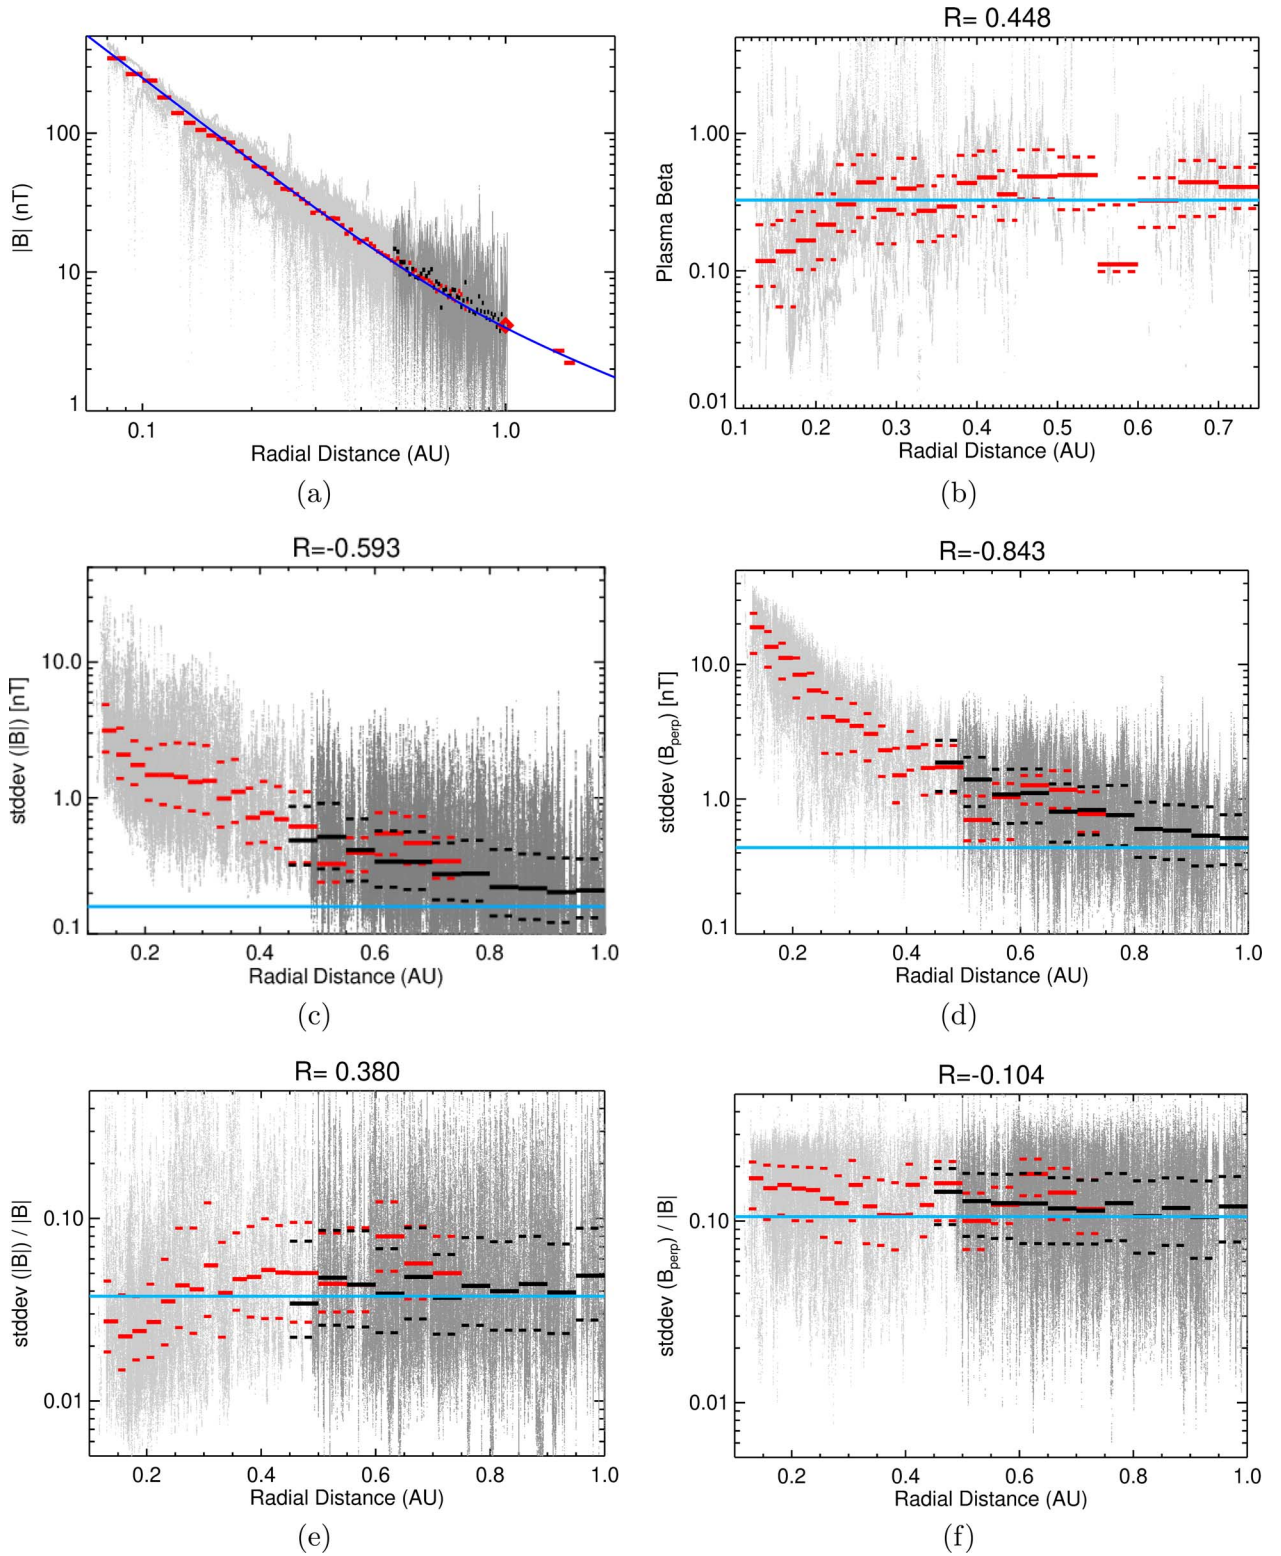 R= 0.448
100
10
1
|B| (nT)
0.1
1.0
Radial Distance (AU)
(a)
1.00
0.10
0.01
Plasma Beta
0.1 0.2 0.3 0.4 0.5 0.6 0.7
Radial Distance (AU)
(b)
R=-0.593
10.0
1.0
0.1
stddev (|B|) [nT]
0.2 0.4 0.6 0.8 1.0
Radial Distance (AU)
(c)
R=-0.843
10.0
1.0
0.1
stddev (Bperp) [nT]
0.2 0.4 0.6 0.8 1.0
Radial Distance (AU)
(d)
R= 0.380
0.10
0.01
stddev (|B|) / |B|
0.2 0.4 0.6 0.8 1.0
Radial Distance (AU)
(e)
R=-0.104
0.10
0.01
stddev (Bperp) / |B|
0.2 0.4 0.6 0.8 1.0
Radial Distance (AU)
(f)